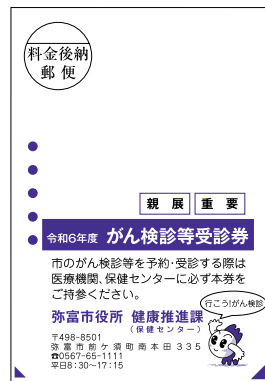 料金後納
郵便
親展 重要
令和6年度 がん検診等受診券
市のがん検診等を予約・受診する際は
医療機関、保健センターに必ず本券を
ご持参ください。
行こう!がん検診
弥富市役所 健康推進課
(保健センター)
〒498-8501
弥富市前ケ須町南本田335
☎0567-65-1111
平日8:30〜17:15